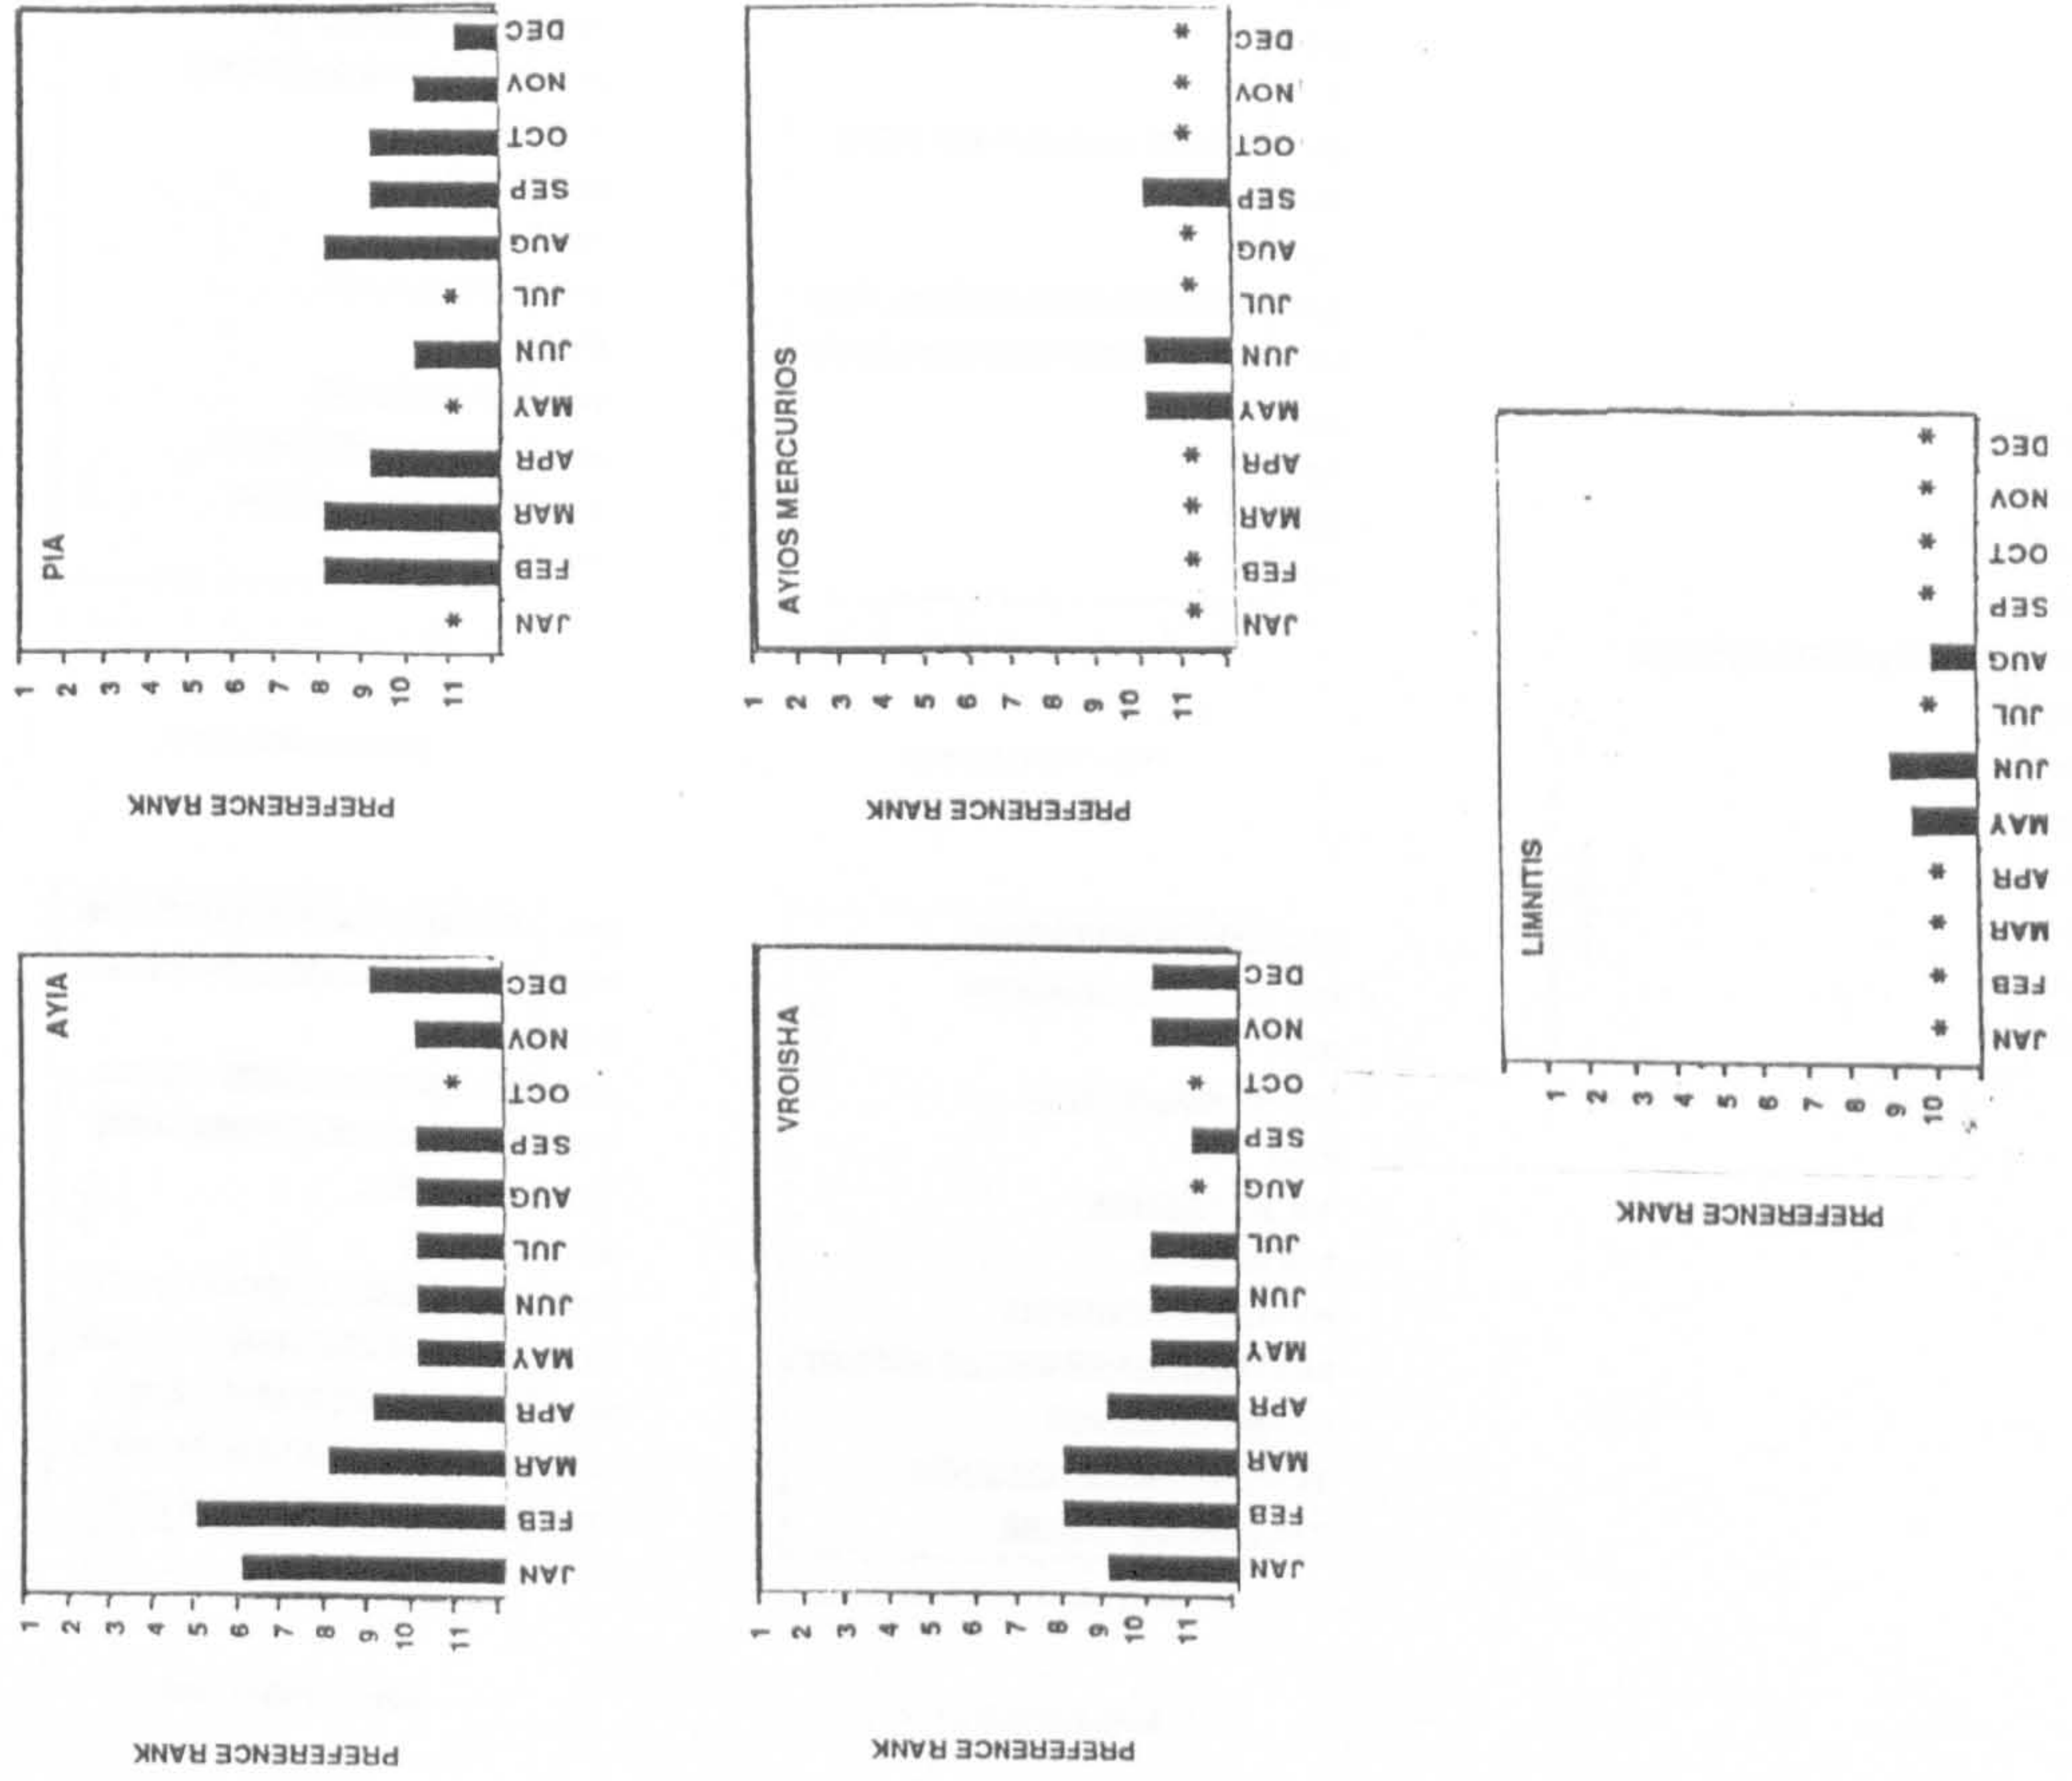 AYIA
PREFERENCE RANK
1
2
3
4
5
6
7
8
9
10
11
JAN
FEB
MAR
APR
MAY
JUN
JUL
AUG
SEP
*
OCT
NOV
DEC
PIA
PREFERENCE RANK
1
2
3
4
5
6
7
8
9
10
11
*
JAN
FEB
MAR
APR
*
MAY
JUN
*
JUL
AUG
SEP
OCT
NOV
DEC
VROISHA
PREFERENCE RANK
1
2
3
4
5
6
7
8
9
10
11
JAN
FEB
MAR
APR
MAY
JUN
JUL
*
AUG
SEP
*
OCT
NOV
DEC
AYIOS MERCURIOS
PREFERENCE RANK
1
2
3
4
5
6
7
8
9
10
11
*
JAN
*
FEB
*
MAR
*
APR
MAY
JUN
*
JUL
*
AUG
SEP
*
OCT
*
NOV
*
DEC
LIMNITIS
PREFERENCE RANK
1
2
3
4
5
6
7
8
9
10
*
JAN
*
FEB
*
MAR
*
APR
MAY
JUN
*
JUL
AUG
*
SEP
*
OCT
*
NOV
*
DEC